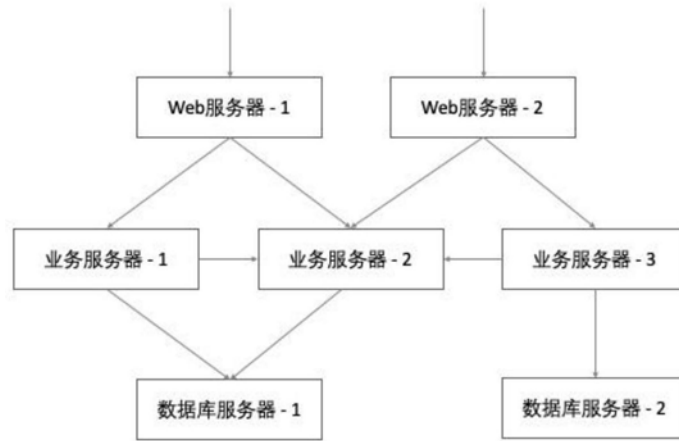 Web服务器 - 1
Web服务器 - 2
业务服务器 - 1
业务服务器 - 2
业务服务器 - 3
数据库服务器 - 1
数据库服务器 - 2